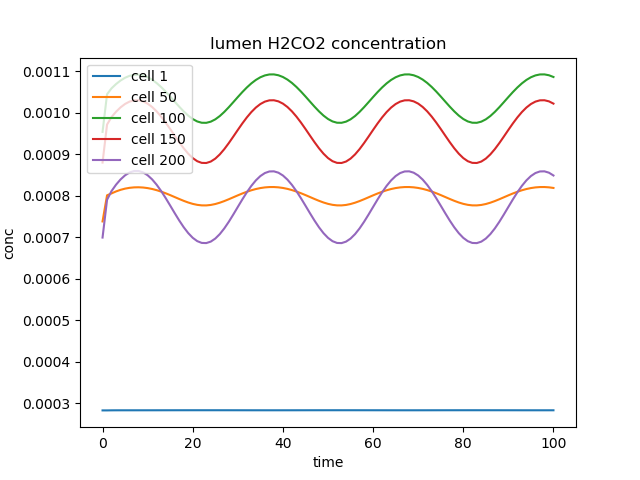 lumen H2CO2 concentration
0.0011
0.0010
0.0009
0.0008
0.0007
0.0006
0.0005
0.0004
0.0003
conc
cell 1
cell 50
cell 100
cell 150
cell 200
0 20 40 60 80 100
time